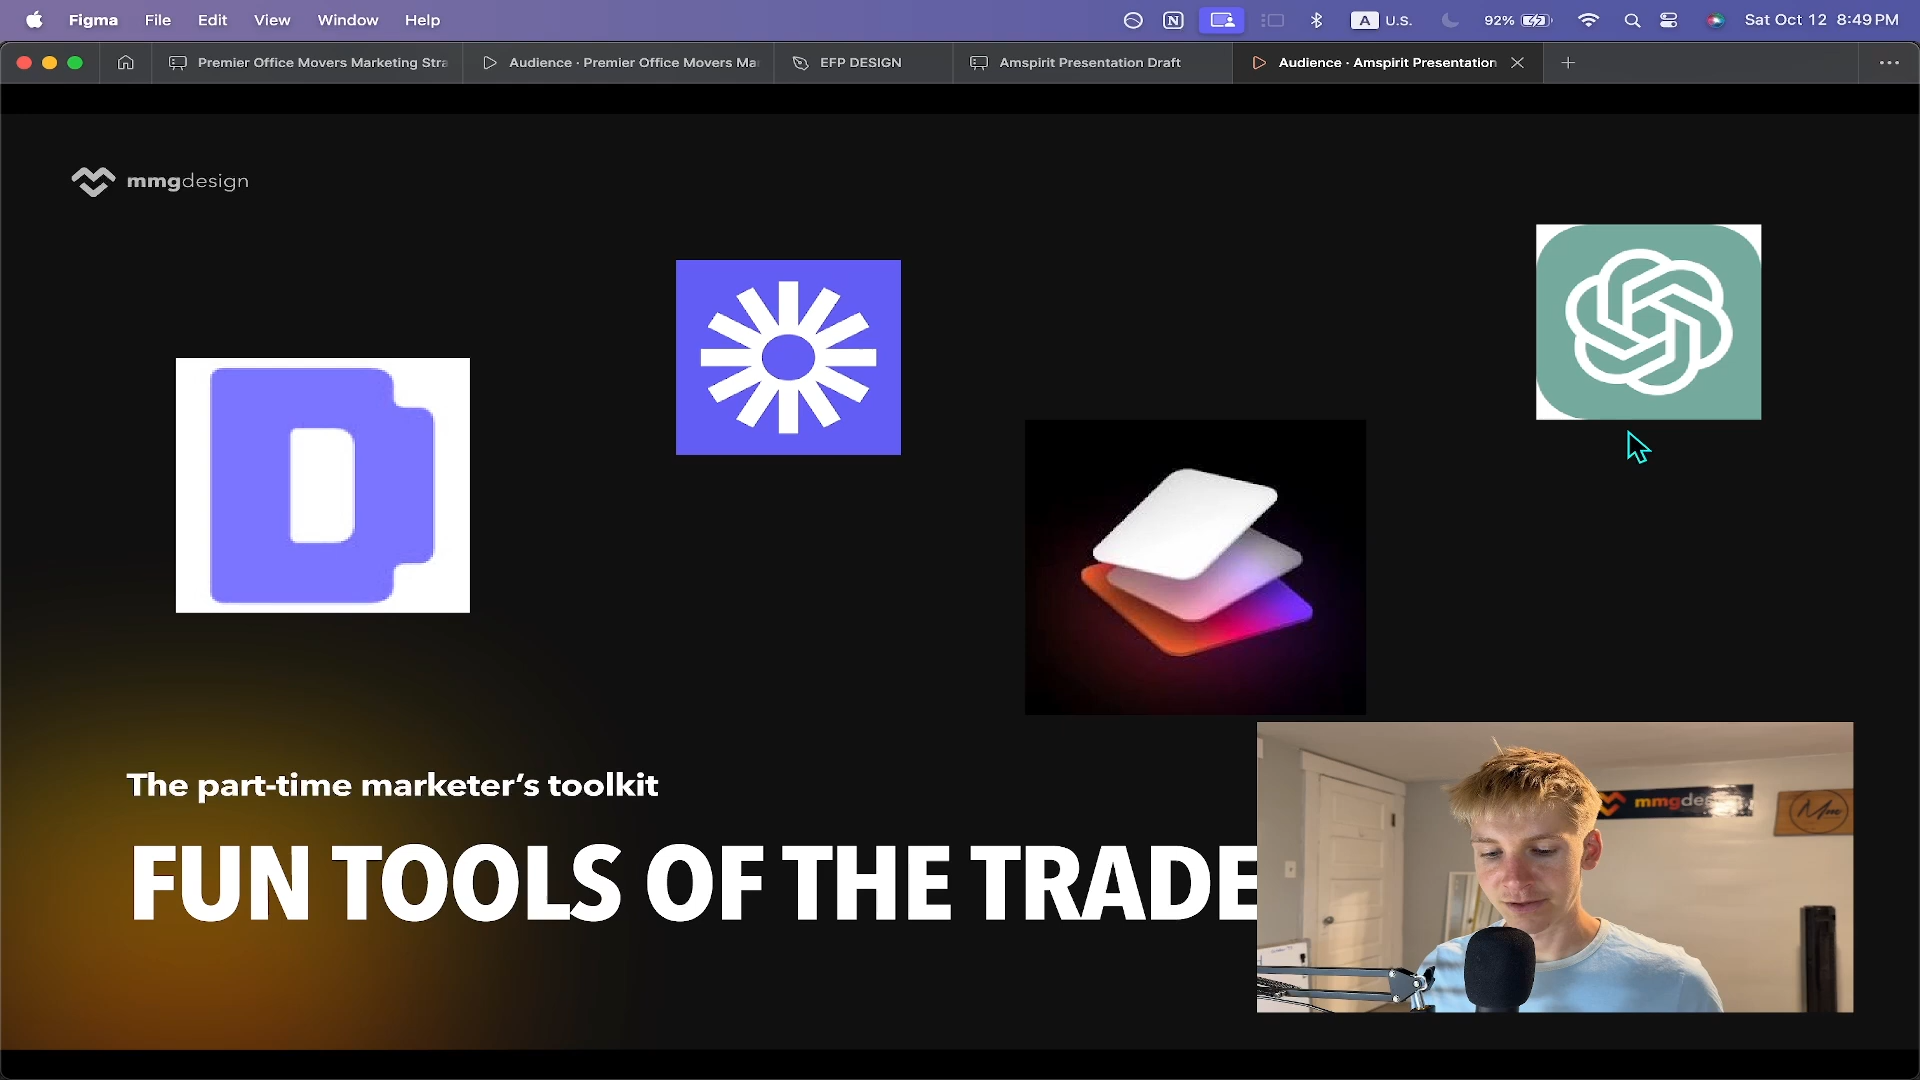 Figma File Edit View Window Help
N
A U.S. 92% Sat Oct 12 8:49 PM
Premier Office Movers Marketing Stra
Audience · Premier Office Movers Ma
EFP DESIGN
Amspirit Presentation Draft
Audience · Amspirit Presentation
mmgdesign
D
The part-time marketer’s toolkit
FUN TOOLS OF THE TRADE
mmgdes
Mm